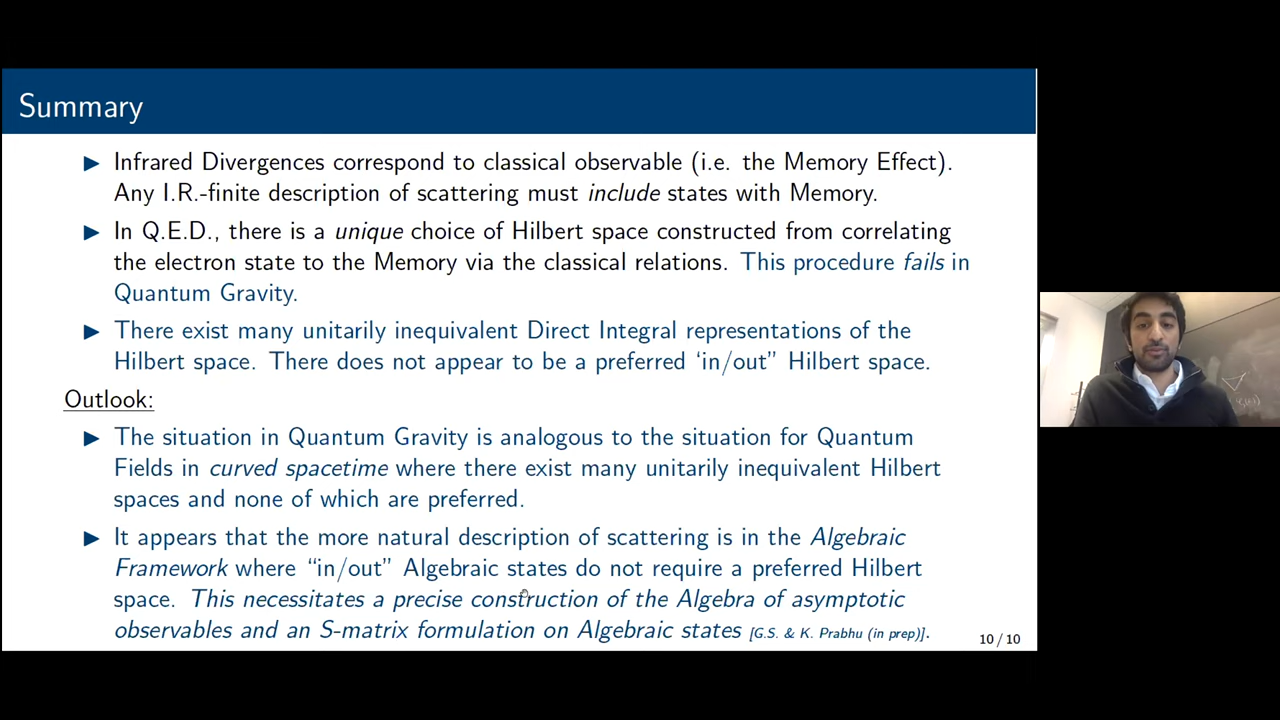 Summary
▶ Infrared Divergences correspond to classical observable (i.e. the Memory Effect).
Any I.R.-finite description of scattering must include states with Memory.
▶ In Q.E.D., there is a unique choice of Hilbert space constructed from correlating
the electron state to the Memory via the classical relations. This procedure fails in
Quantum Gravity.
▶ There exist many unitarily inequivalent Direct Integral representations of the
Hilbert space. There does not appear to be a preferred ‘in/out” Hilbert space.
Outlook:
▶ The situation in Quantum Gravity is analogous to the situation for Quantum
Fields in curved spacetime where there exist many unitarily inequivalent Hilbert
spaces and none of which are preferred.
▶ It appears that the more natural description of scattering is in the Algebraic
Framework where “in/out” Algebraic states do not require a preferred Hilbert
space. This necessitates a precise construction of the Algebra of asymptotic
observables and an S-matrix formulation on Algebraic states [G.S. & K. Prabhu (in prep)].
10 / 10